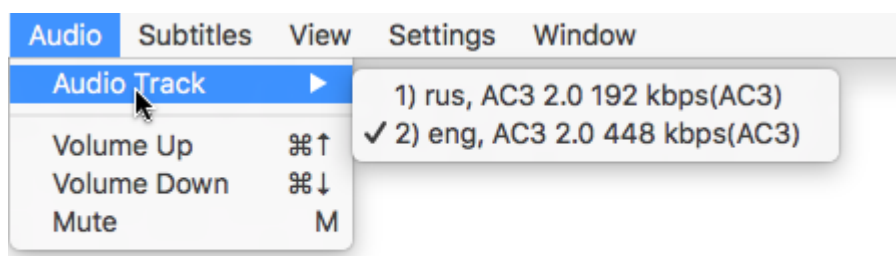 Audio Subtitles View Settings Window
Audio Track ▶
1) rus, AC3 2.0 192 kbps(AC3)
✓ 2) eng, AC3 2.0 448 kbps(AC3)
Volume Up ⌘↑
Volume Down ⌘↓
Mute M